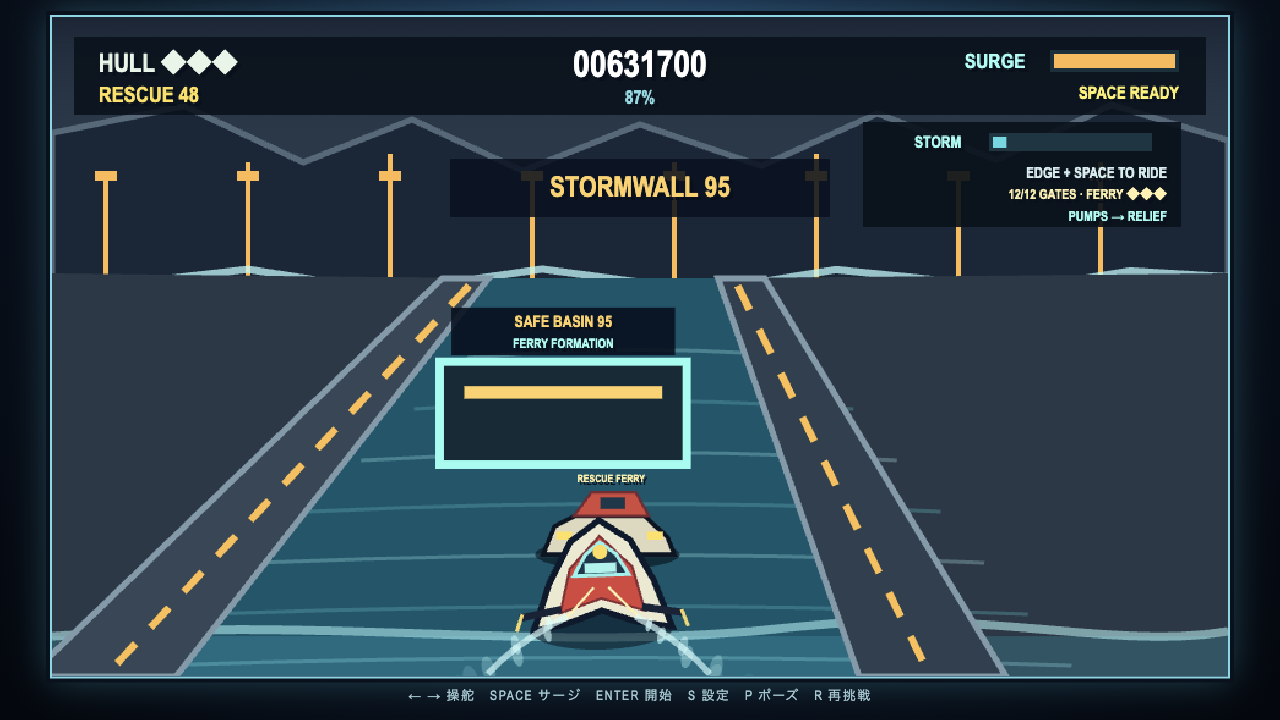 HULL
RESCUE 48
00631700
87%
SURGE
SPACE READY
STORM
EDGE + SPACE TO RIDE
12/12 GATES · FERRY
PUMPS → RELIEF
STORMWALL 95
SAFE BASIN 95
FERRY FORMATION
RESCUE FERRY
← → 操舵 SPACE サージ ENTER 開始 S 設定 P ポーズ R 再挑戦